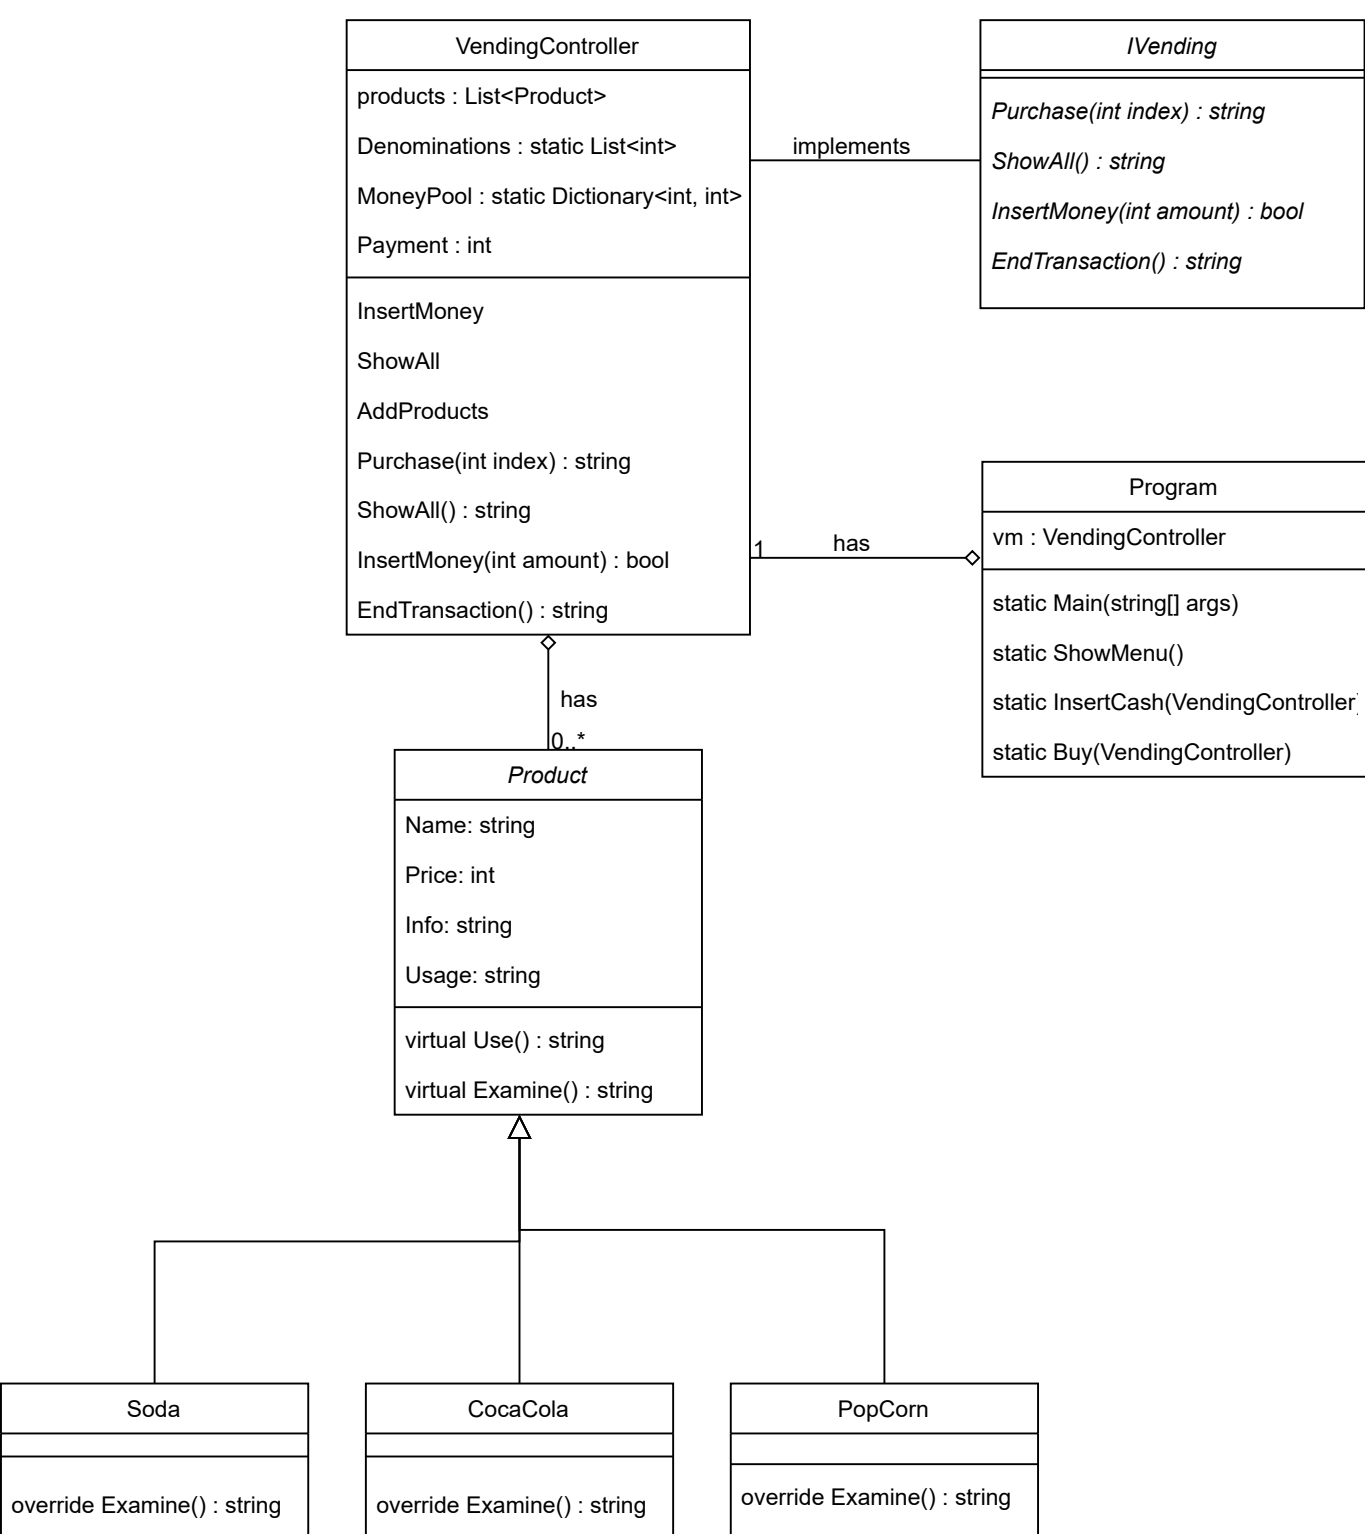 VendingController
products : List<Product>
Denominations : static List<int>
MoneyPool : static Dictionary<int, int>
Payment : int
InsertMoney
ShowAll
AddProducts
Purchase(int index) : string
ShowAll() : string
InsertMoney(int amount) : bool
EndTransaction() : string
implements
IVending
Purchase(int index) : string
ShowAll() : string
InsertMoney(int amount) : bool
EndTransaction() : string
1
has
Program
vm : VendingController
static Main(string[] args)
static ShowMenu()
static InsertCash(VendingController)
static Buy(VendingController)
has
0..*
Product
Name: string
Price: int
Info: string
Usage: string
virtual Use() : string
virtual Examine() : string
Soda
override Examine() : string
CocaCola
override Examine() : string
PopCorn
override Examine() : string